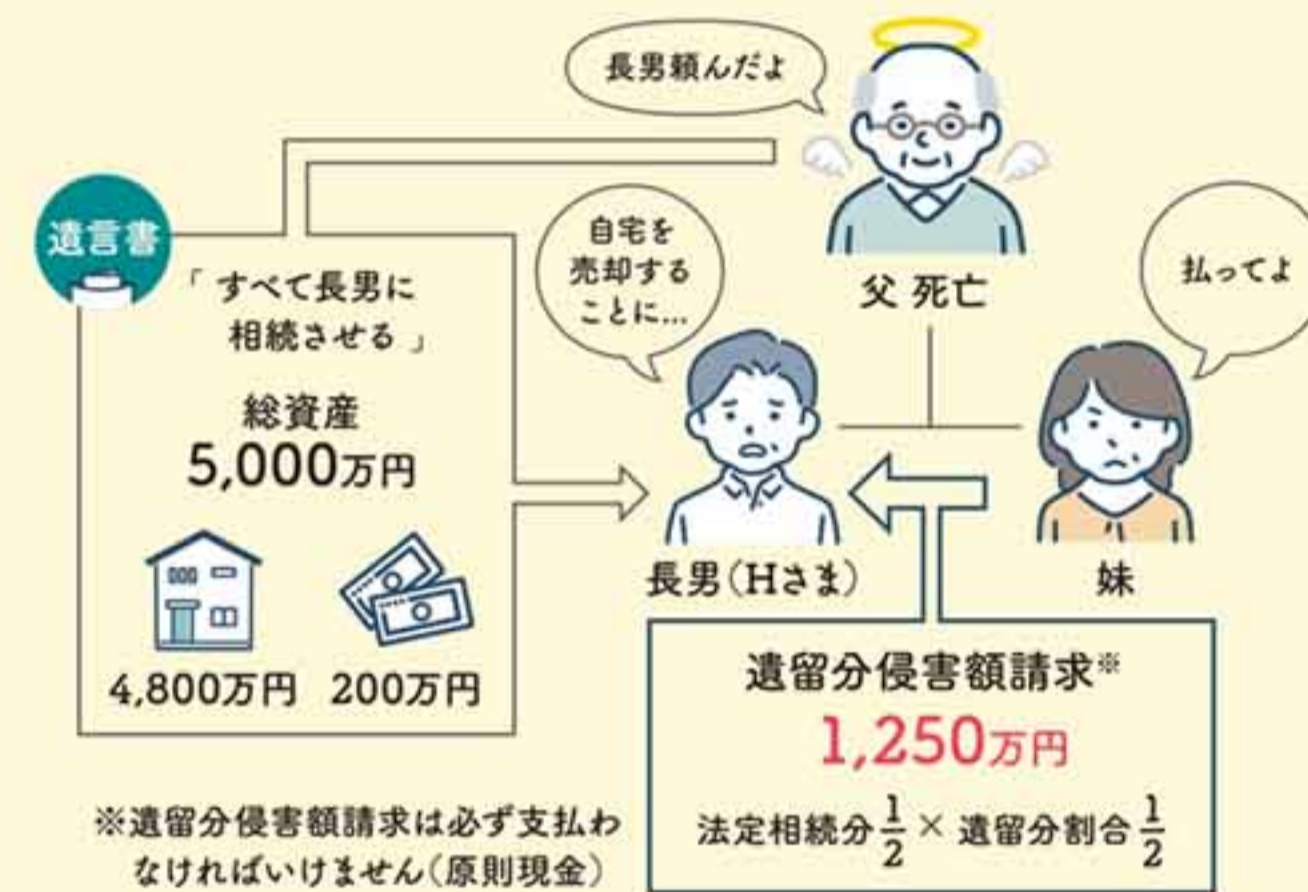 長男頼んだよ
遺言書
「すべて長男に
相続させる」
総資産
5,000万円
4,800万円
200万円
自宅を
売却する
ことに...
父 死亡
払ってよ
長男(Hさま)
妹
遺留分侵害額請求※
1,250万円
法定相続分1/2 × 遺留分割合1/2
※遺留分侵害額請求は必ず支払わ
なければいけません(原則現金)